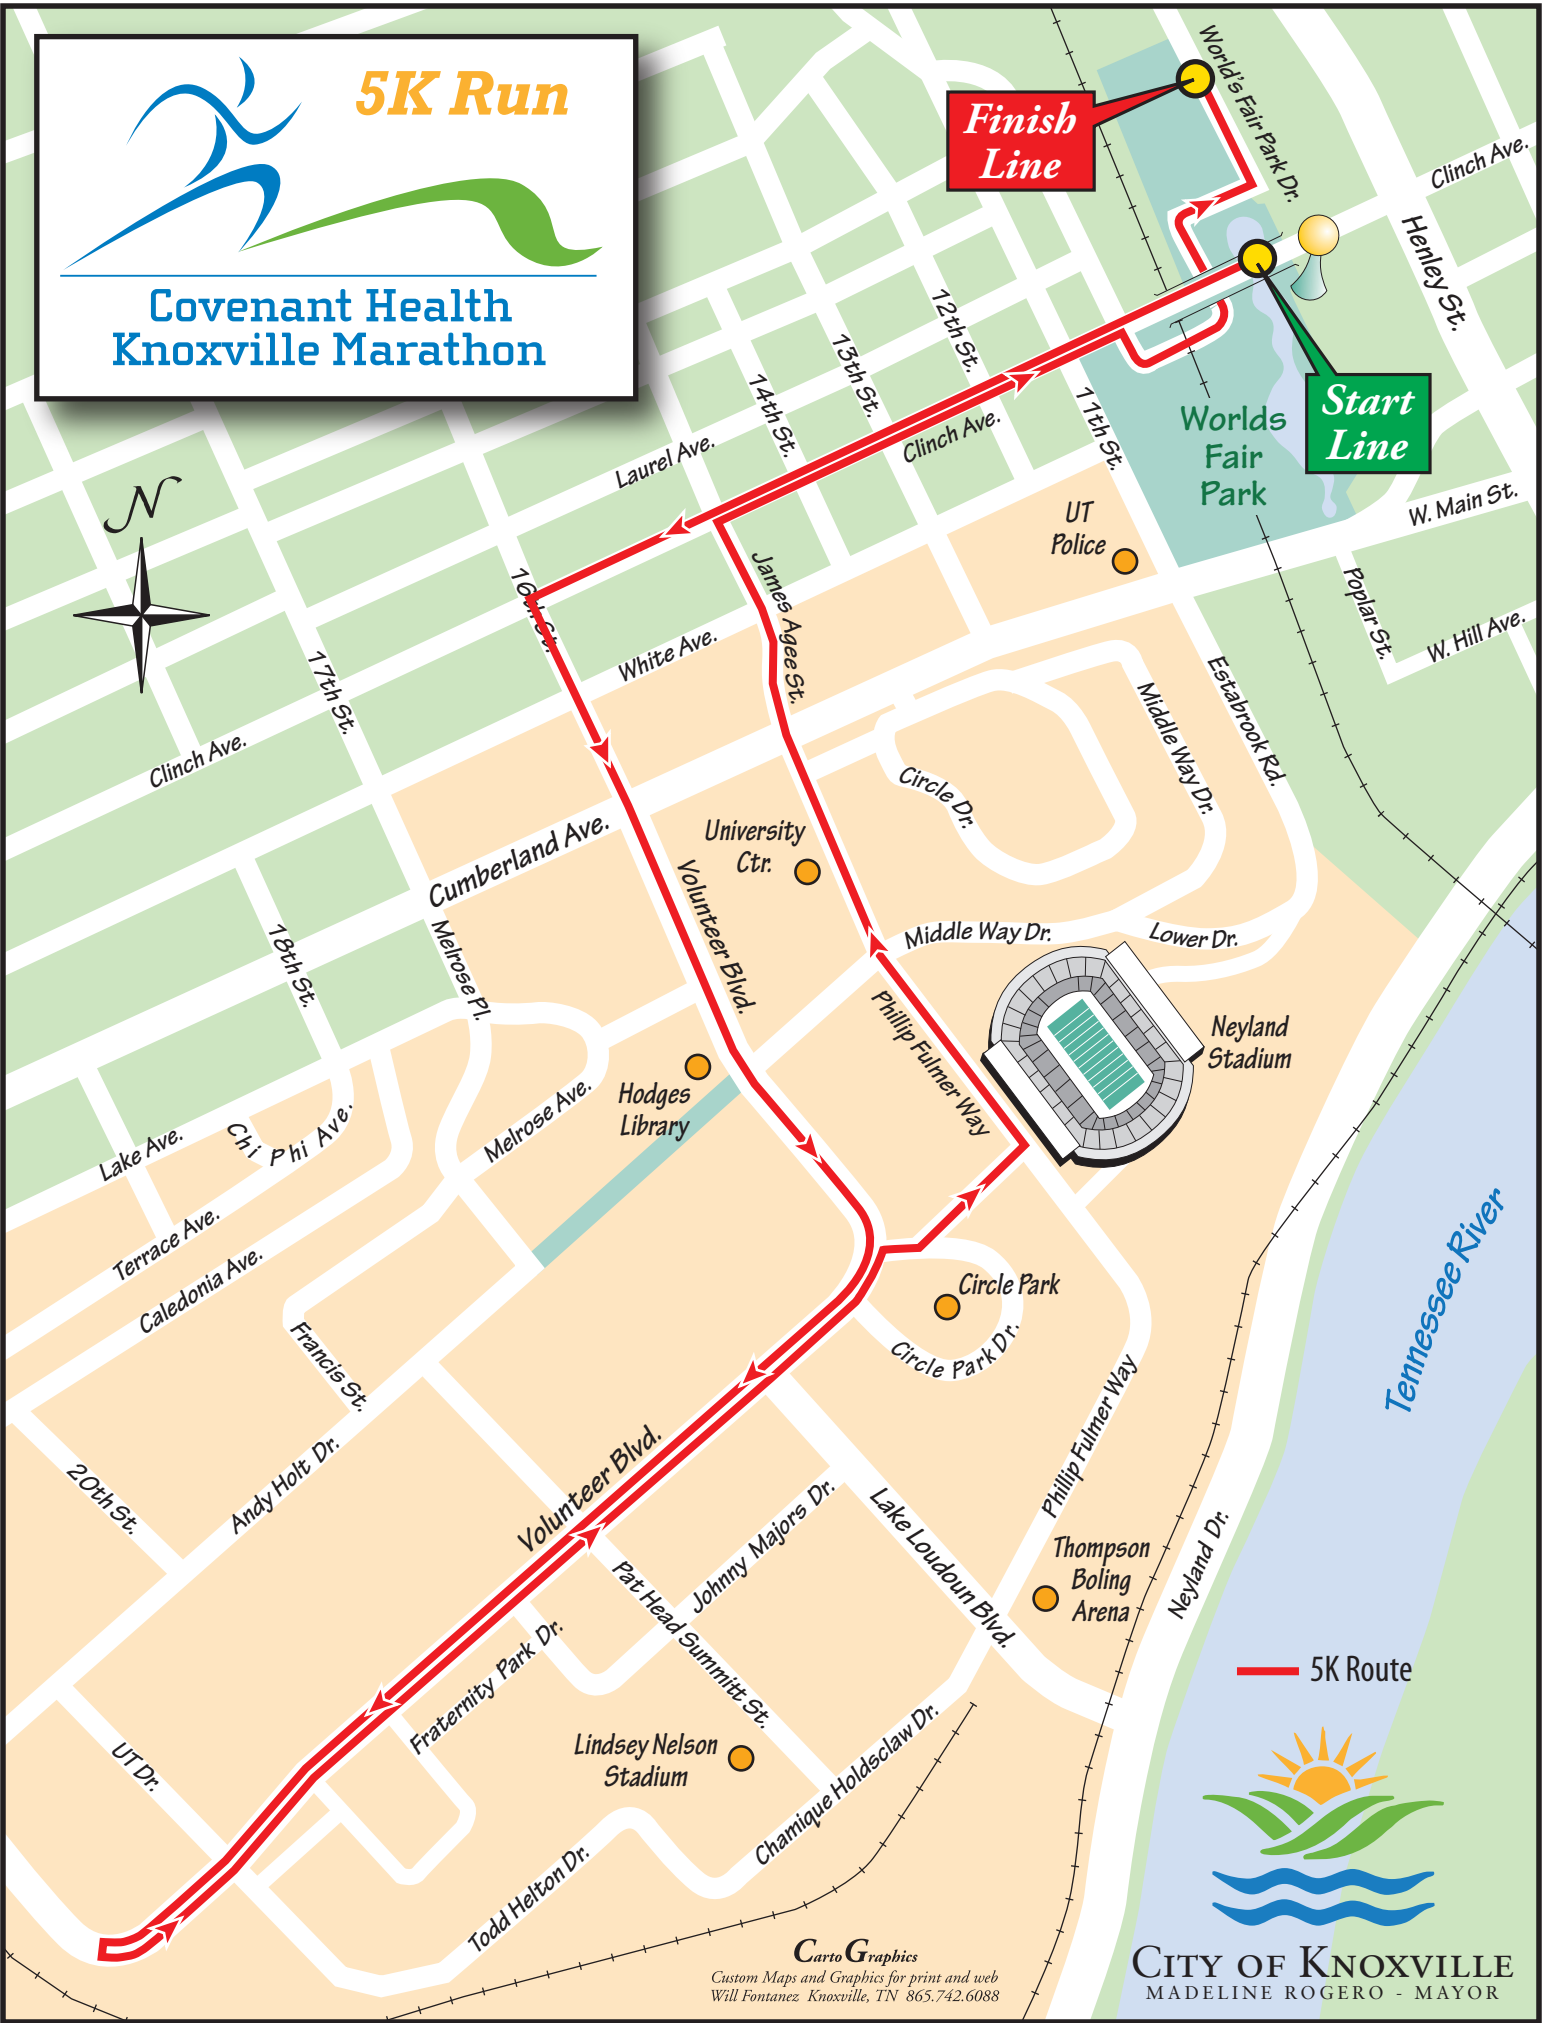 5K Run
Covenant Health
Knoxville Marathon
Finish
Line
World's Fair Park Dr.
Clinch Ave.
Henley St.
12th St.
13th St.
14th St.
11th St.
Laurel Ave.
Clinch Ave.
Worlds
Fair
Park
Start
Line
W. Main St.
N
UT
Police
16th St.
James Agee St.
Poplar St.
W. Hill Ave.
White Ave.
17th St.
Estabrook Rd.
Middle Way Dr.
Clinch Ave.
Circle Dr.
Cumberland Ave.
University
Ctr.
Volunteer Blvd.
Middle Way Dr.
Lower Dr.
18th St.
Melrose Pl.
Phillip Fulmer Way
Neyland
Stadium
Hodges
Library
Melrose Ave.
Chi Phi Ave.
Lake Ave.
Terrace Ave.
Caledonia Ave.
Tennessee River
Circle Park
Circle Park Dr.
Francis St.
Phillip Fulmer Way
20th St.
Andy Holt Dr.
Volunteer Blvd.
Johnny Majors Dr.
Lake Loudoun Blvd.
Neyland Dr.
Thompson
Boling
Arena
Pat Head Summitt St.
Fraternity Park Dr.
5K Route
UT Dr.
Lindsey Nelson
Stadium
Chamique Holdsclaw Dr.
Todd Helton Dr.
Carto Graphics
Custom Maps and Graphics for print and web
Will Fontanez Knoxville, TN 865.742.6088
City of Knoxville
MADELINE ROGERO - MAYOR